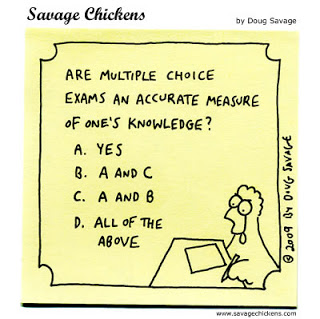 Savage Chickens
by Doug Savage
ARE MULTIPLE CHOICE
EXAMS AN ACCURATE MEASURE
OF ONE'S KNOWLEDGE?
A. YES
B. A AND C
C. A AND B
D. ALL OF THE
ABOVE
© 2009 BY DOUG SAVAGE
www.savagechickens.com